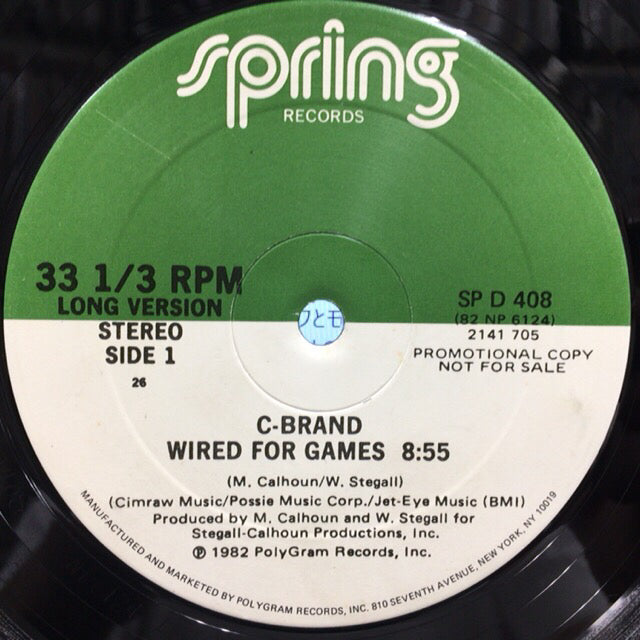 spring
RECORDS
33 1/3 RPM
LONG VERSION
STEREO
SIDE 1
26
SP D 408
(82 NP 6124)
2141 705
PROMOTIONAL COPY
NOT FOR SALE
C-BRAND
WIRED FOR GAMES 8:55
(M. Calhoun/W. Stegall)
(Cimraw Music/Possie Music Corp./Jet-Eye Music (BMI)
Produced by M. Calhoun and W. Stegall for
Stegall-Calhoun Productions, Inc.
℗ 1982 PolyGram Records, Inc.
MANUFACTURED AND MARKETED BY POLYGRAM RECORDS, INC. 810 SEVENTH AVENUE, NEW YORK, NY 10019